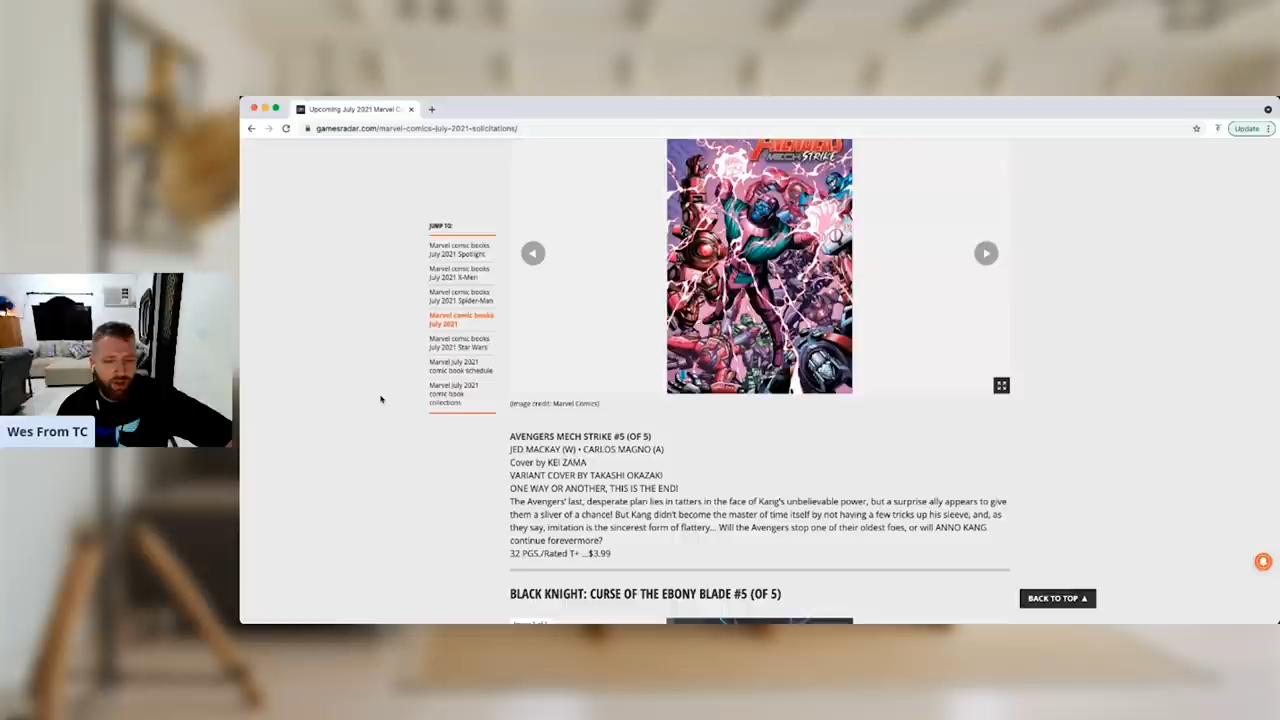 Upcoming July 2021 Marvel C
gamesradar.com/marvel-comics-july-2021-solicitations/
Update
AVENGERS
MECH STRIKE
JUMP TO:
Marvel comic books
July 2021 Spotlight
Marvel comic books
July 2021 X-Men
Marvel comic books
July 2021 Spider-Man
Marvel comic books
July 2021
Marvel comic books
July 2021 Star Wars
Marvel July 2021
comic book schedule
Marvel July 2021
comic book
collections
(Image credit: Marvel Comics)
AVENGERS MECH STRIKE #5 (OF 5)
JED MACKAY (W) • CARLOS MAGNO (A)
Cover by KEI ZAMA
VARIANT COVER BY TAKASHI OKAZAKI
ONE WAY OR ANOTHER, THIS IS THE END!
The Avengers' last, desperate plan lies in tatters in the face of Kang's unbelievable power, but a surprise ally appears to give
them a sliver of a chance! But Kang didn't become the master of time itself by not having a few tricks up his sleeve, and, as
they say, imitation is the sincerest form of flattery... Will the Avengers stop one of their oldest foes, or will ANNO KANG
continue forevermore?
32 PGS./Rated T+ ...$3.99
BLACK KNIGHT: CURSE OF THE EBONY BLADE #5 (OF 5)
BACK TO TOP ▲
Wes From TC